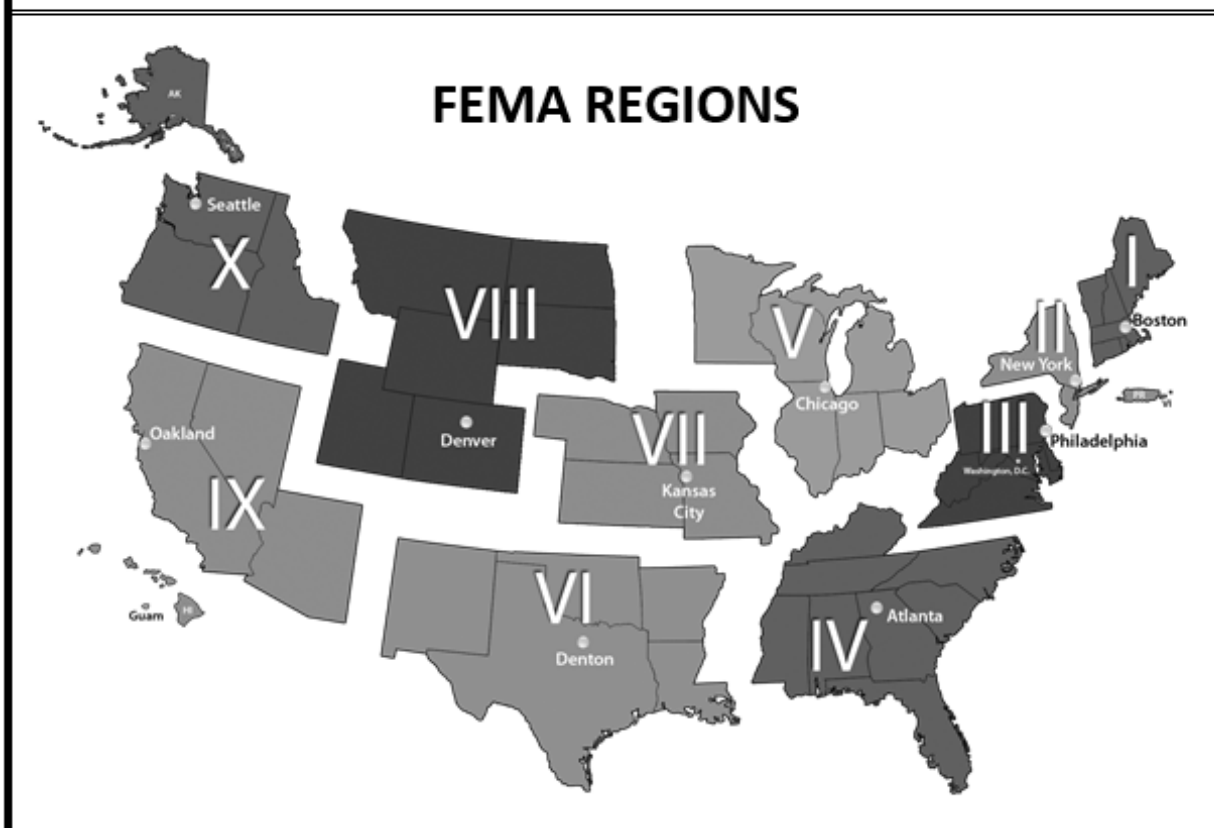 FEMA REGIONS
AK
Seattle
X
VIII
V
I
II
Boston
New York
PR
VI
Chicago
Oakland
Denver
VII
III
Philadelphia
Washington, D.C.
Kansas
City
IX
VI
Guam
HI
Denton
IV
Atlanta